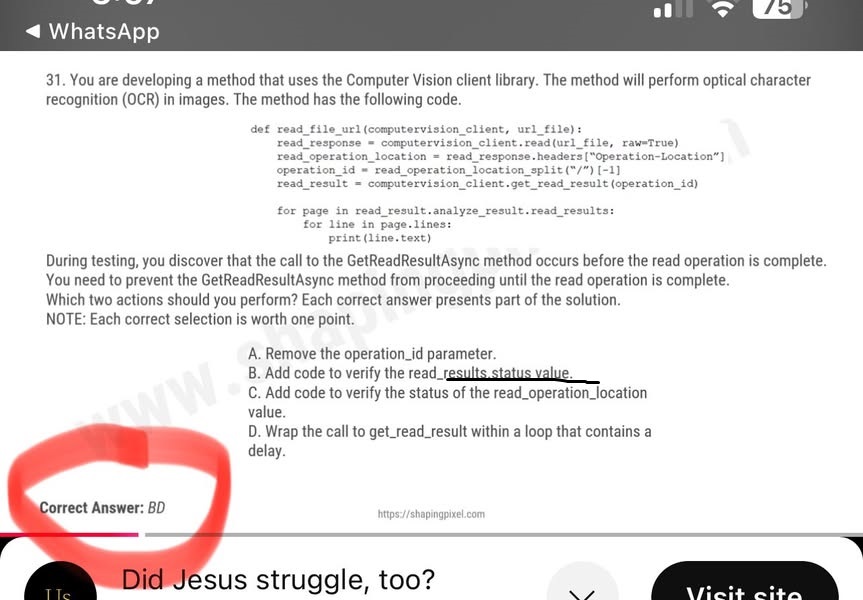 ◀ WhatsApp
75
31. You are developing a method that uses the Computer Vision client library. The method will perform optical character
recognition (OCR) in images. The method has the following code.
def read_file_url(computervision_client, url_file):
read_response = computervision_client.read(url_file, raw=True)
read_operation_location = read_response.headers["Operation-Location"]
operation_id = read_operation_location_split("/")[-1]
read_result = computervision_client.get_read_result(operation_id)
for page in read_result.analyze_result.read_results:
for line in page.lines:
print(line.text)
During testing, you discover that the call to the GetReadResultAsync method occurs before the read operation is complete.
You need to prevent the GetReadResultAsync method from proceeding until the read operation is complete.
Which two actions should you perform? Each correct answer presents part of the solution.
NOTE: Each correct selection is worth one point.
A. Remove the operation_id parameter.
B. Add code to verify the read_results.status value.
C. Add code to verify the status of the read_operation_location
value.
D. Wrap the call to get_read_result within a loop that contains a
delay.
Correct Answer: BD
https://shapingpixel.com
Us
Did Jesus struggle, too?
Visit site